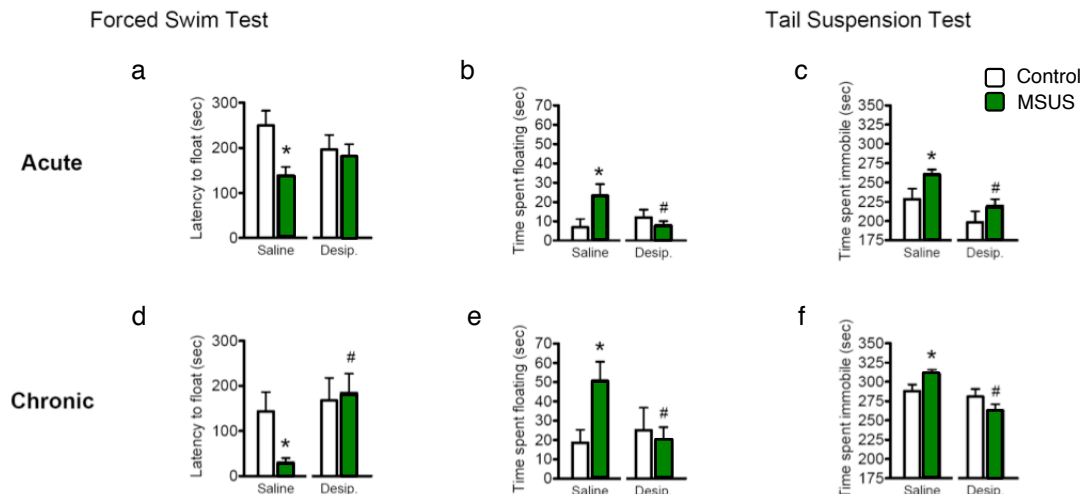 Forced Swim Test
Tail Suspension Test
Control
MSUS
Acute
a
Latency to float (sec)
300
200
100
0
*
Saline
Desip.
b
Time spent floating (sec)
70
60
50
40
30
20
10
0
*
#
Saline
Desip.
c
Time spent immobile (sec)
350
325
300
275
250
225
200
175
*
#
Saline
Desip.
Chronic
d
Latency to float (sec)
300
200
100
0
*
#
Saline
Desip.
e
Time spent floating (sec)
70
60
50
40
30
20
10
0
*
#
Saline
Desip.
f
Time spent immobile (sec)
350
325
300
275
250
225
200
175
*
#
Saline
Desip.